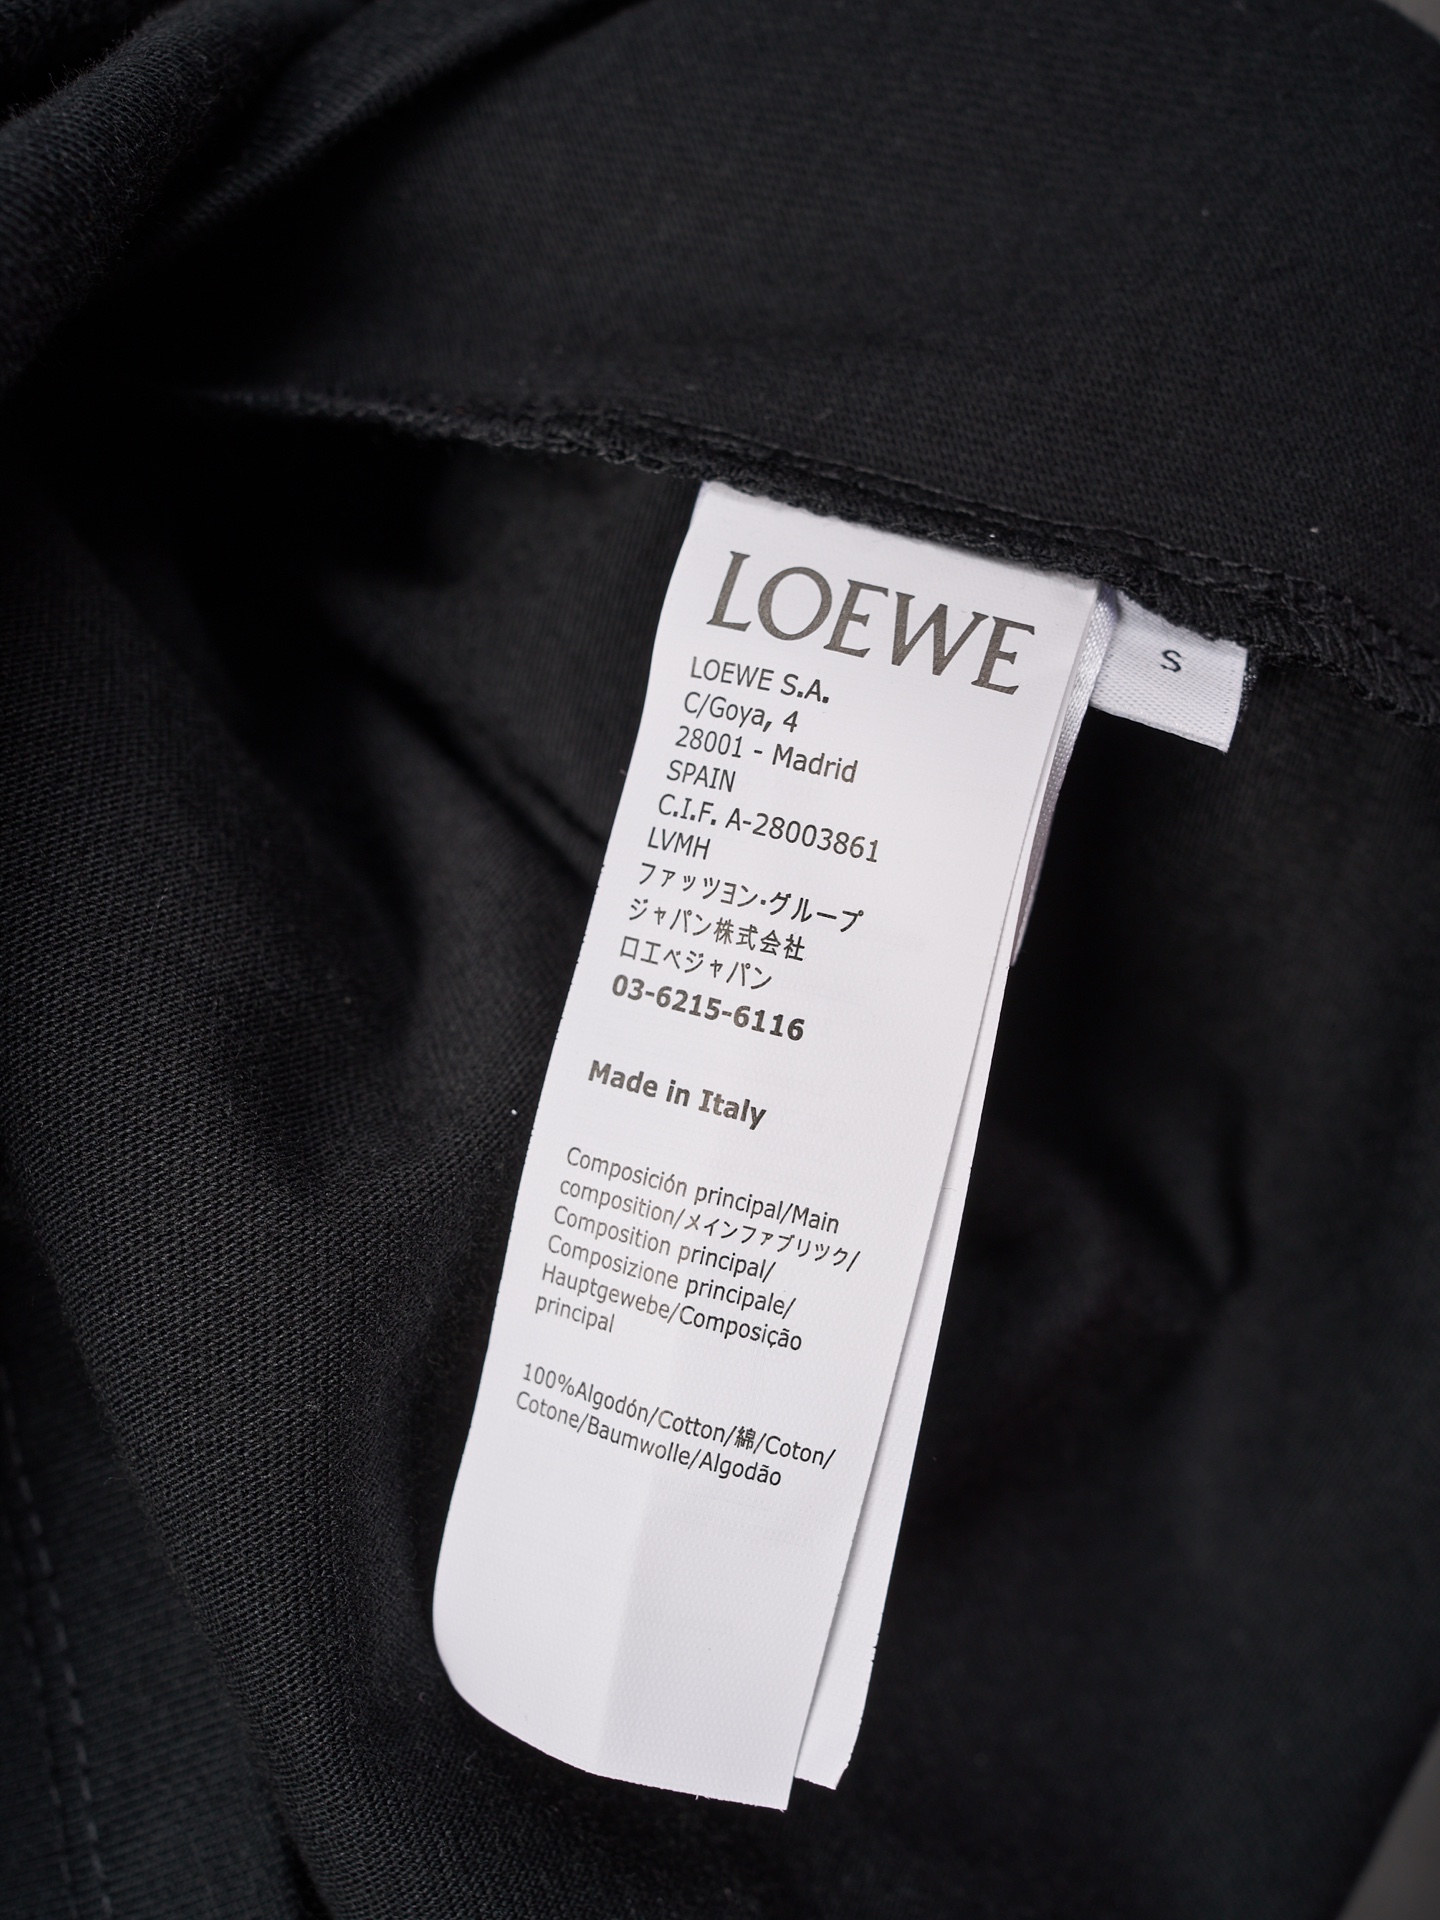 LOEWE
S
LOEWE S.A.
C/Goya, 4
28001 - Madrid
SPAIN
C.I.F. A-28003861
LVMH
ファッツヨン・グループ
ジャパン株式会社
口エベジャパン
03-6215-6116
Made in Italy
Composición principal/Main
composition/メインファブリツク/
Composition principal/
Composizione principale/
Hauptgewebe/Composição
principal
100%Algodón/Cotton/綿/Coton/
Cotone/Baumwolle/Algodão